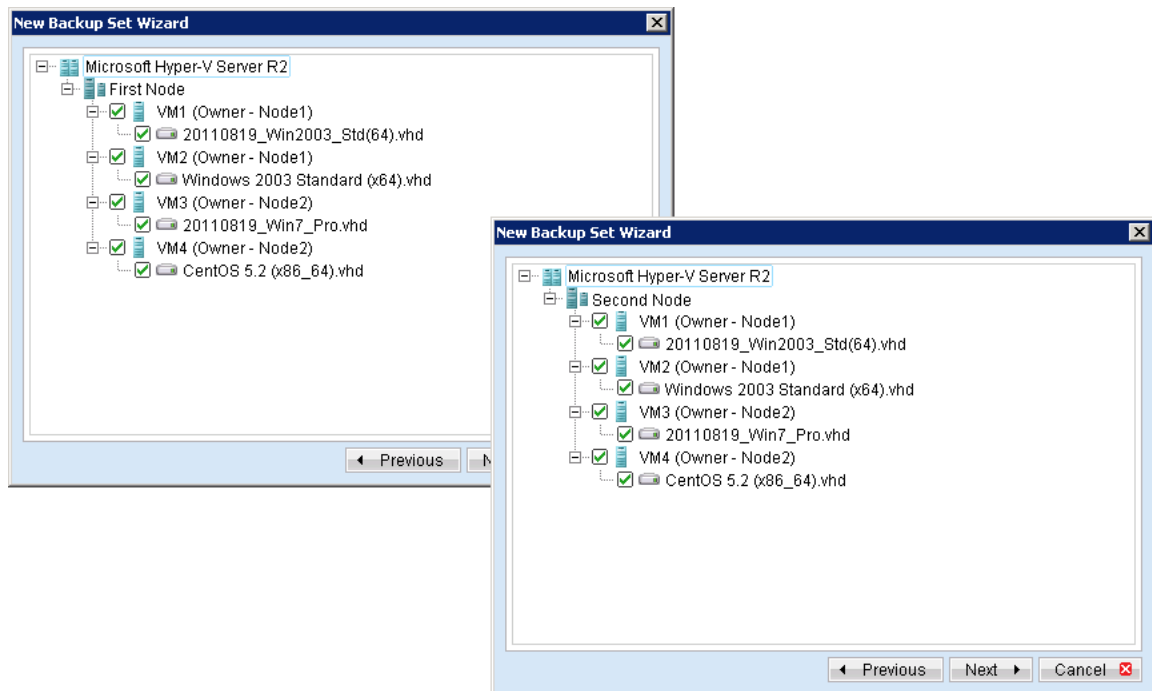 New Backup Set Wizard
Microsoft Hyper-V Server R2
First Node
VM1 (Owner - Node1)
20110819_Win2003_Std(64).vhd
VM2 (Owner - Node1)
Windows 2003 Standard (x64).vhd
VM3 (Owner - Node2)
20110819_Win7_Pro.vhd
VM4 (Owner - Node2)
CentOS 5.2 (x86_64).vhd
Previous
New Backup Set Wizard
Microsoft Hyper-V Server R2
Second Node
VM1 (Owner - Node1)
20110819_Win2003_Std(64).vhd
VM2 (Owner - Node1)
Windows 2003 Standard (x64).vhd
VM3 (Owner - Node2)
20110819_Win7_Pro.vhd
VM4 (Owner - Node2)
CentOS 5.2 (x86_64).vhd
Previous Next Cancel